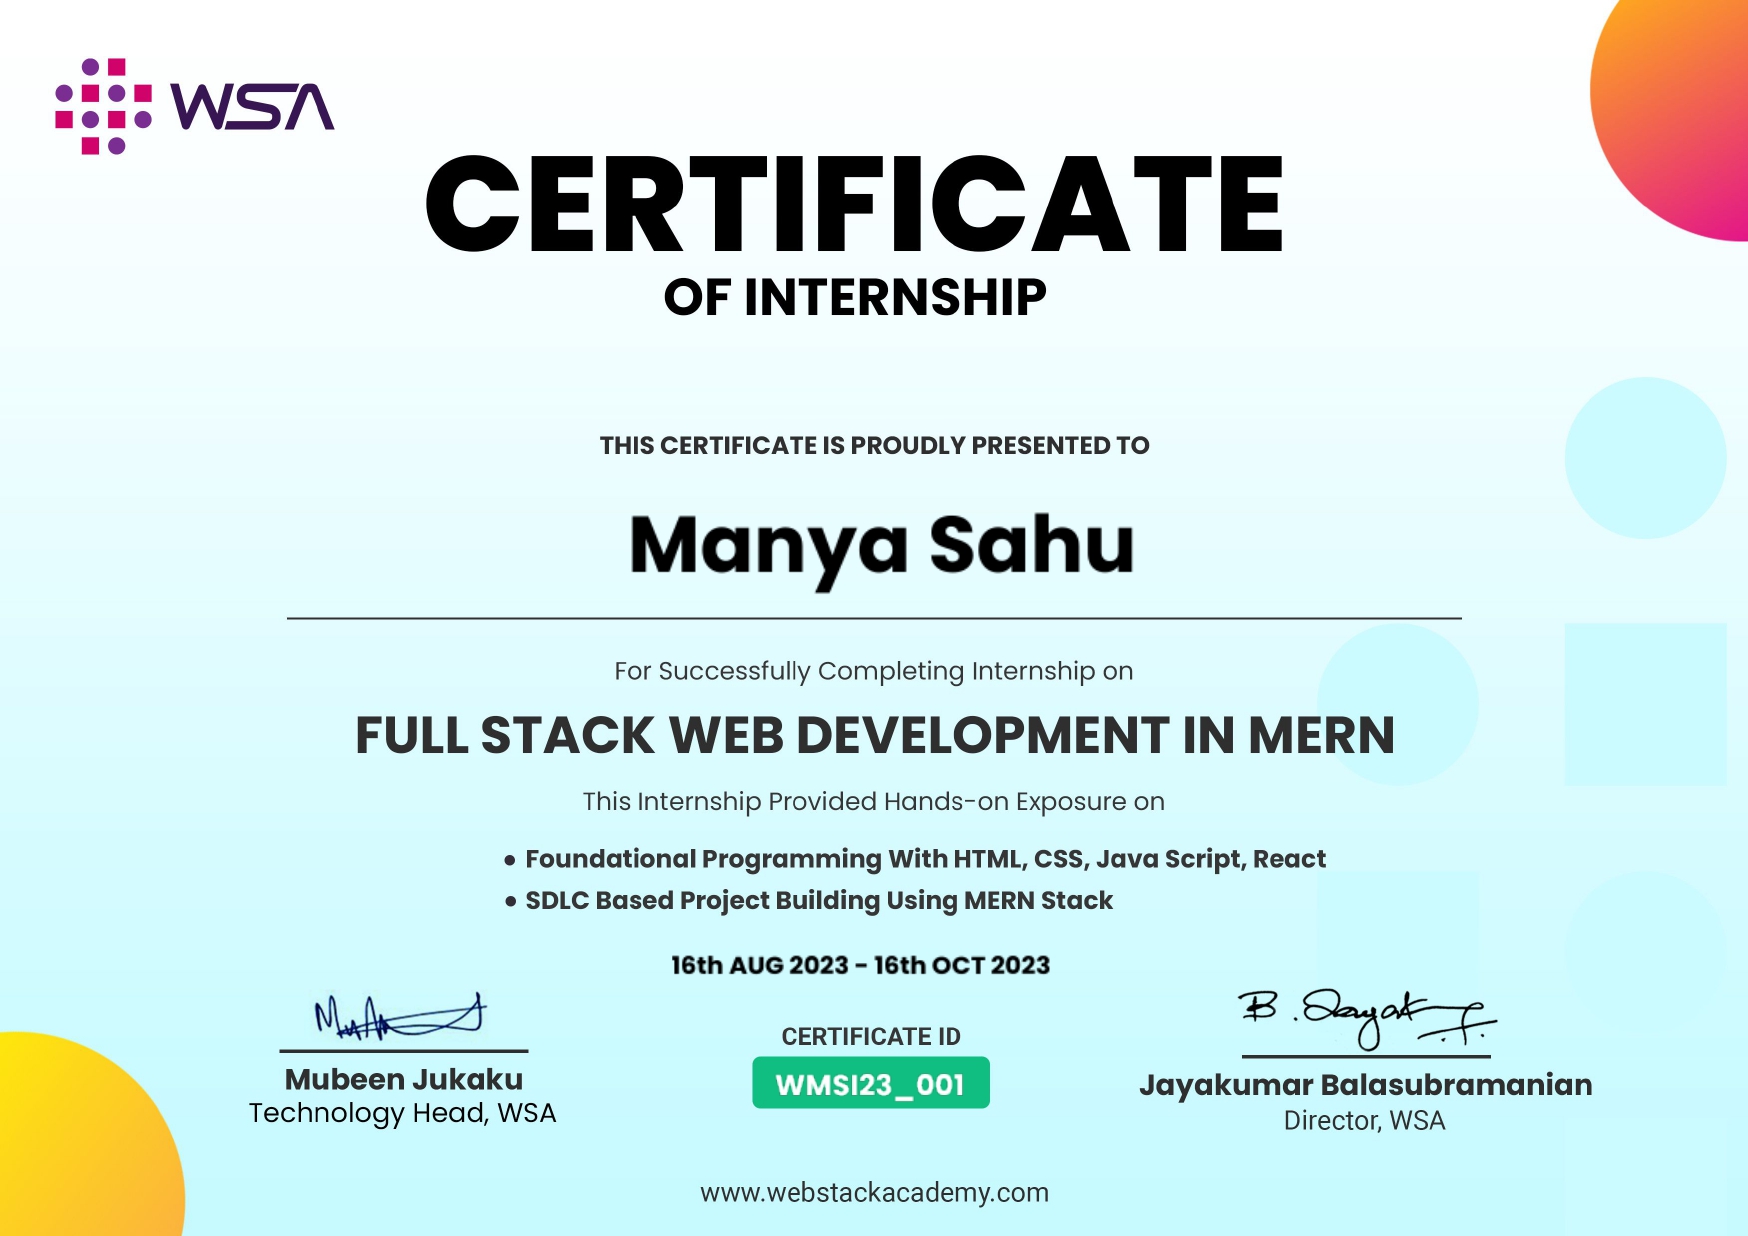 WSA
CERTIFICATE
OF INTERNSHIP
THIS CERTIFICATE IS PROUDLY PRESENTED TO
Manya Sahu
For Successfully Completing Internship on
FULL STACK WEB DEVELOPMENT IN MERN
This Internship Provided Hands-on Exposure on
• Foundational Programming With HTML, CSS, Java Script, React
• SDLC Based Project Building Using MERN Stack
16th AUG 2023 - 16th OCT 2023
Mubeen Jukaku
Technology Head, WSA
CERTIFICATE ID
WMSI23_001
B. Jayak
Jayakumar Balasubramanian
Director, WSA
www.webstackacademy.com